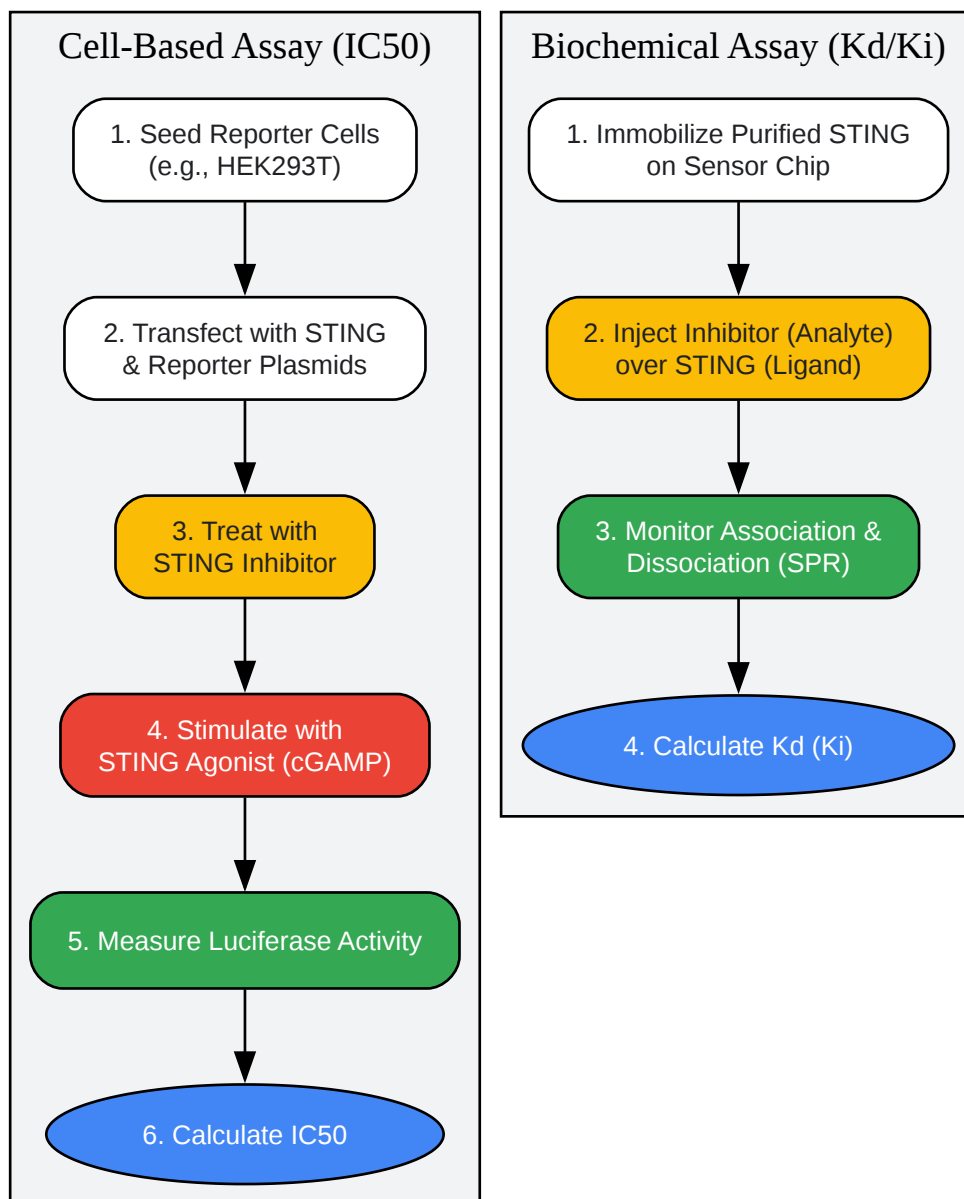 Cell-Based Assay (IC50)
1. Seed Reporter Cells
(e.g., HEK293T)
2. Transfect with STING
& Reporter Plasmids
3. Treat with
STING Inhibitor
4. Stimulate with
STING Agonist (cGAMP)
5. Measure Luciferase Activity
6. Calculate IC50
Biochemical Assay (Kd/Ki)
1. Immobilize Purified STING
on Sensor Chip
2. Inject Inhibitor (Analyte)
over STING (Ligand)
3. Monitor Association &
Dissociation (SPR)
4. Calculate Kd (Ki)